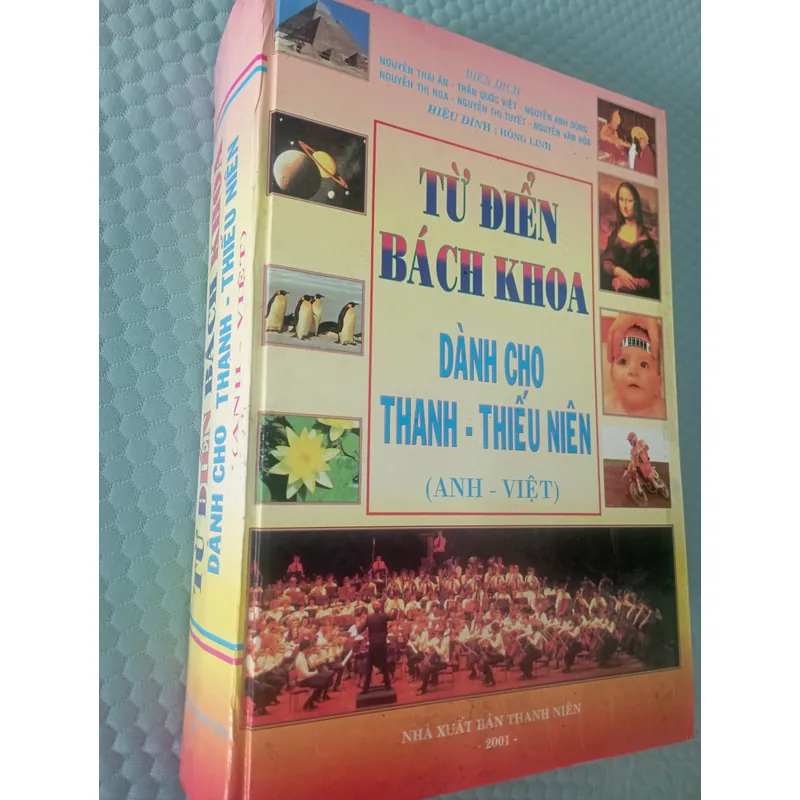 BIÊN DỊCH
NGUYỄN THÁI ÂN - TRẦN QUỐC VIỆT - NGUYỄN ANH DŨNG
NGUYỄN THỊ NGA - NGUYỄN THỊ TUYẾT - NGUYỄN VĂN HÒA
HIỆU ĐÍNH : HỒNG LINH
TỪ ĐIỂN
BÁCH KHOA
DÀNH CHO
THANH - THIẾU NIÊN
(ANH - VIỆT)
NHÀ XUẤT BẢN THANH NIÊN
- 2001 -
TỪ ĐIỂN BÁCH KHOA
DÀNH CHO THANH - THIẾU NIÊN
(ANH - VIỆT)